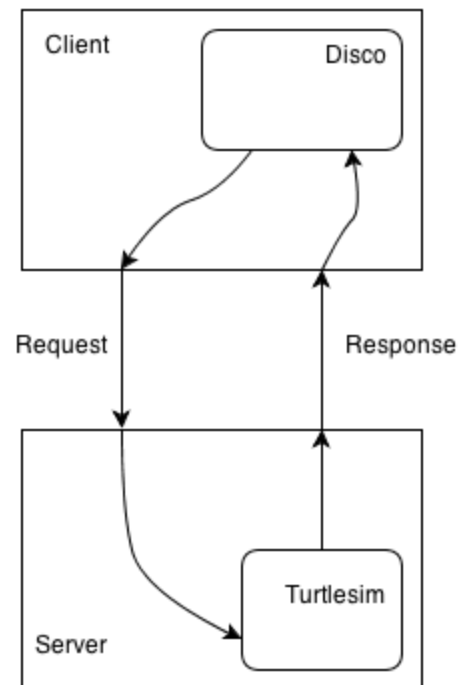 Client
Disco
Request
Response
Turtlesim
Server